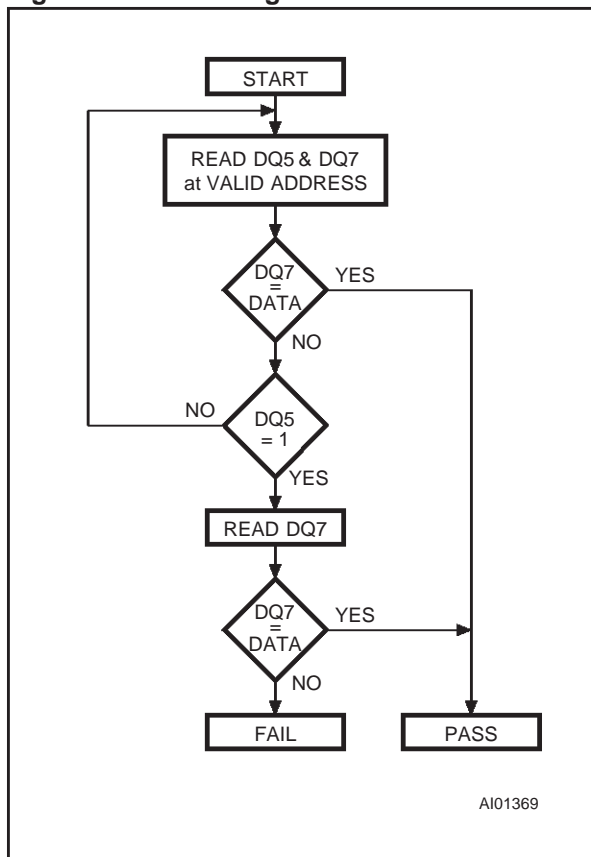 START
READ DQ5 & DQ7
at VALID ADDRESS
DQ7
=
DATA
YES
NO
NO
DQ5
= 1
YES
READ DQ7
DQ7
=
DATA
YES
NO
FAIL
PASS
AI01369